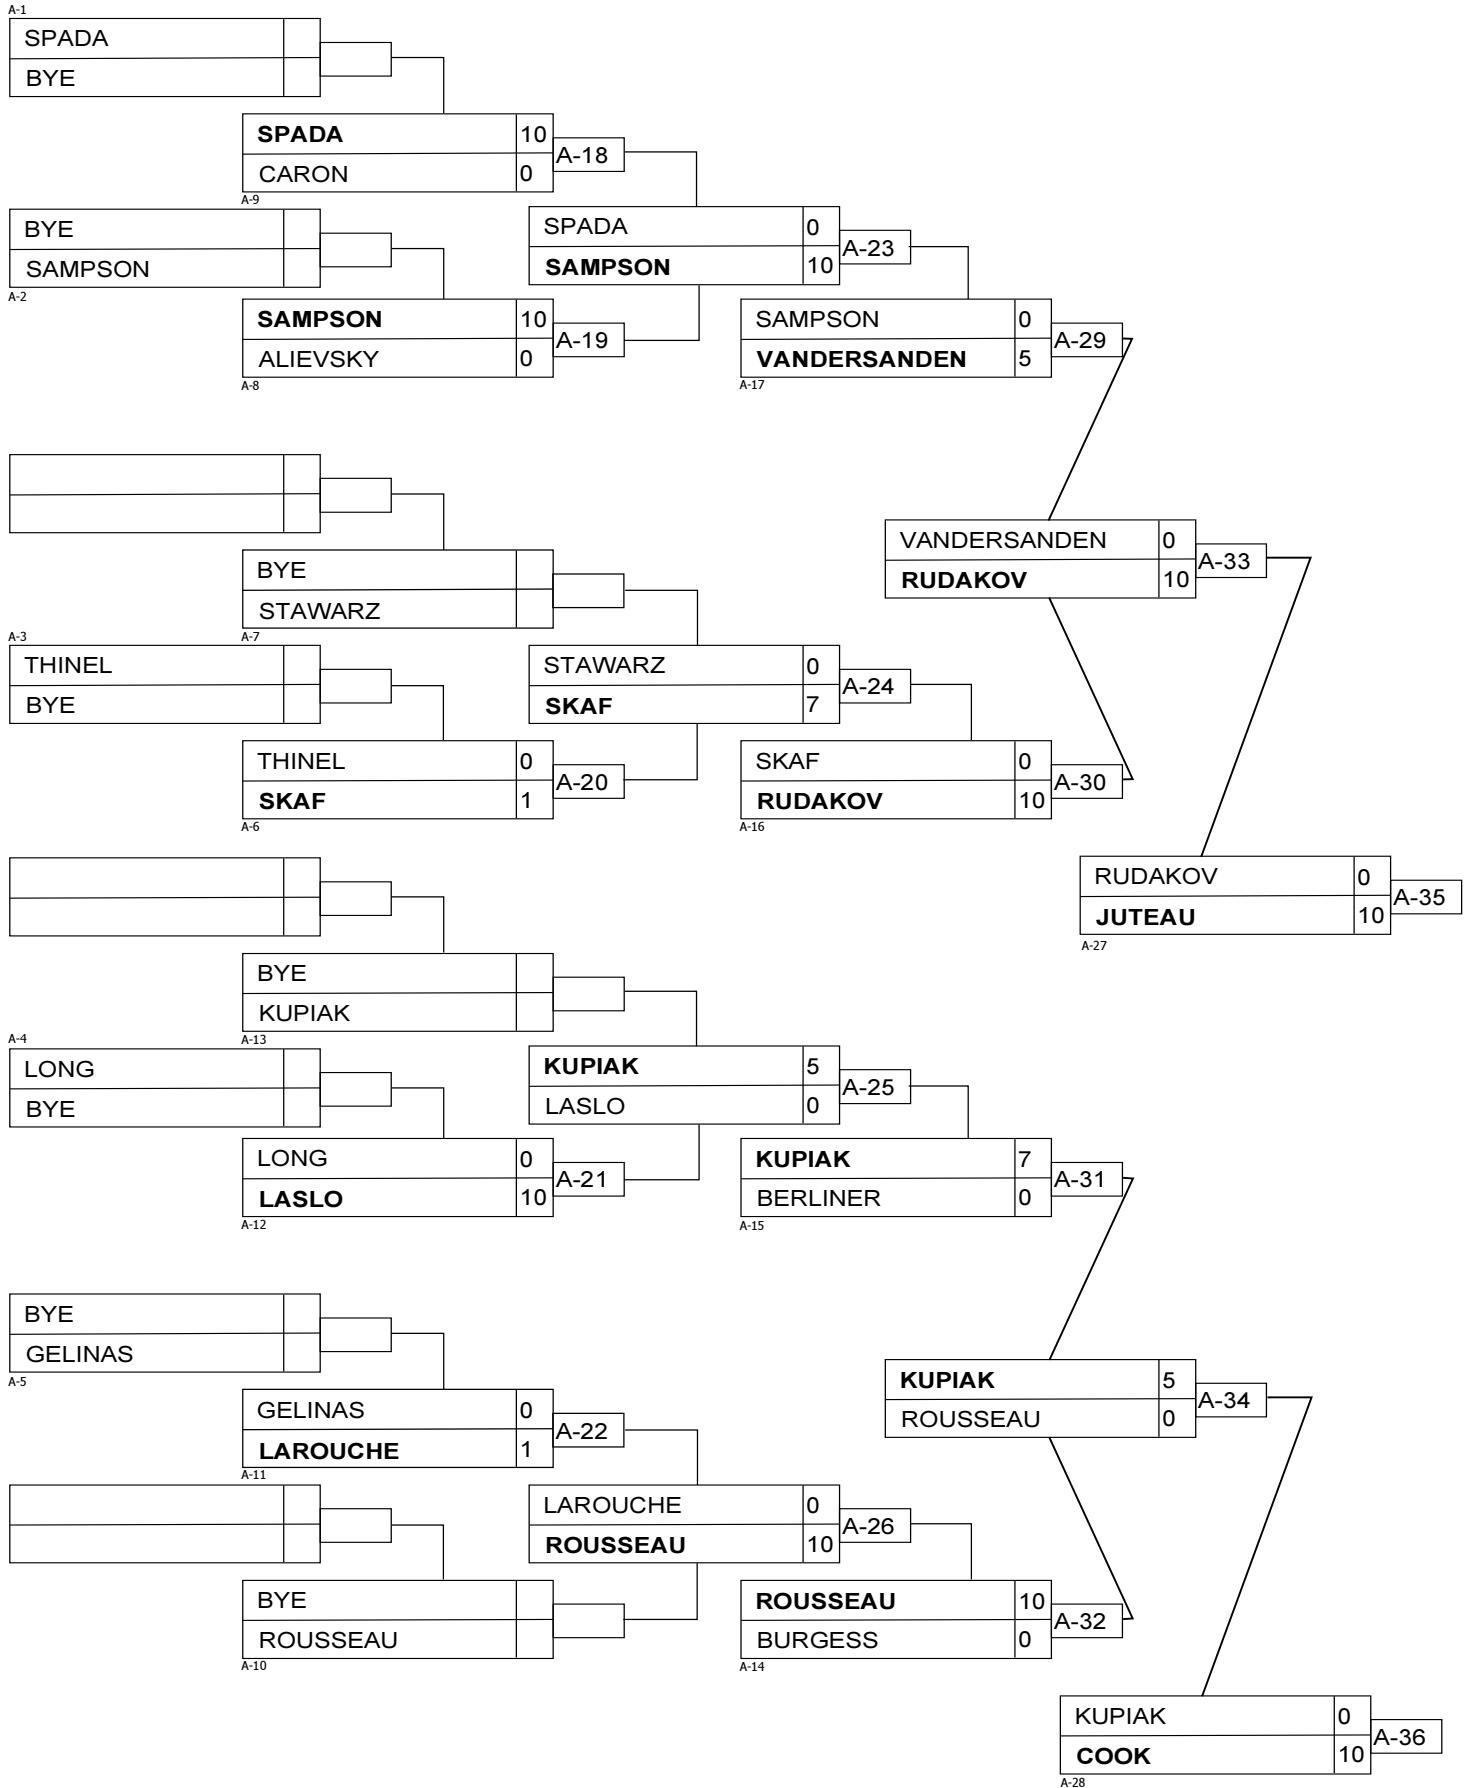 A-1
SPADA
BYE
SPADA 10
CARON 0
A-18
A-9
BYE
SAMPSON
A-2
SPADA 0
SAMPSON 10
A-23
SAMPSON 10
ALIEVSKY 0
A-19
A-8
SAMPSON 0
VANDERSANDEN 5
A-29
A-17
BYE
STAWARZ
A-7
VANDERSANDEN 0
RUDAKOV 10
A-33
A-3
THINEL
BYE
STAWARZ 0
SKAF 7
A-24
THINEL 0
SKAF 1
A-20
A-6
SKAF 0
RUDAKOV 10
A-30
A-16
RUDAKOV 0
JUTEAU 10
A-35
A-27
BYE
KUPIAK
A-13
A-4
LONG
BYE
KUPIAK 5
LASLO 0
A-25
LONG 0
LASLO 10
A-21
A-12
KUPIAK 7
BERLINER 0
A-31
A-15
BYE
GELINAS
A-5
GELINAS 0
LAROUCHE 1
A-22
A-11
KUPIAK 5
ROUSSEAU 0
A-34
LAROUCHE 0
ROUSSEAU 10
A-26
BYE
ROUSSEAU
A-10
ROUSSEAU 10
BURGESS 0
A-32
A-14
KUPIAK 0
COOK 10
A-36
A-28